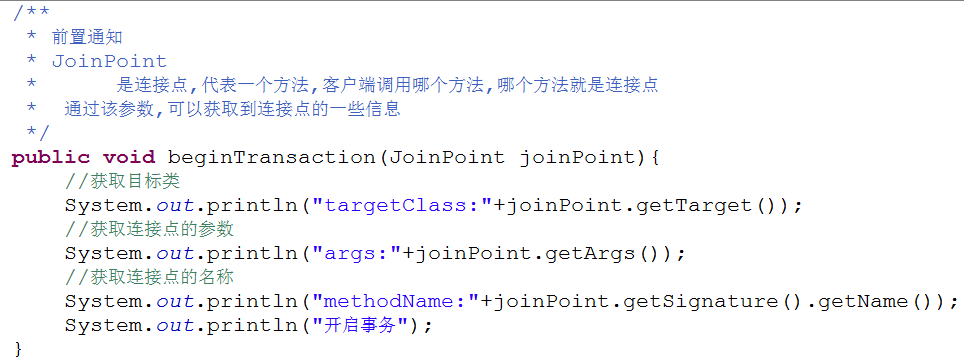 /**
 * 前置通知
 * JoinPoint
 *      是连接点,代表一个方法,客户端调用哪个方法,哪个方法就是连接点
 *  通过该参数,可以获取到连接点的一些信息
 */
public void beginTransaction(JoinPoint joinPoint){
    //获取目标类
    System.out.println("targetClass:"+joinPoint.getTarget());
    //获取连接点的参数
    System.out.println("args:"+joinPoint.getArgs());
    //获取连接点的名称
    System.out.println("methodName:"+joinPoint.getSignature().getName());
    System.out.println("开启事务");
}